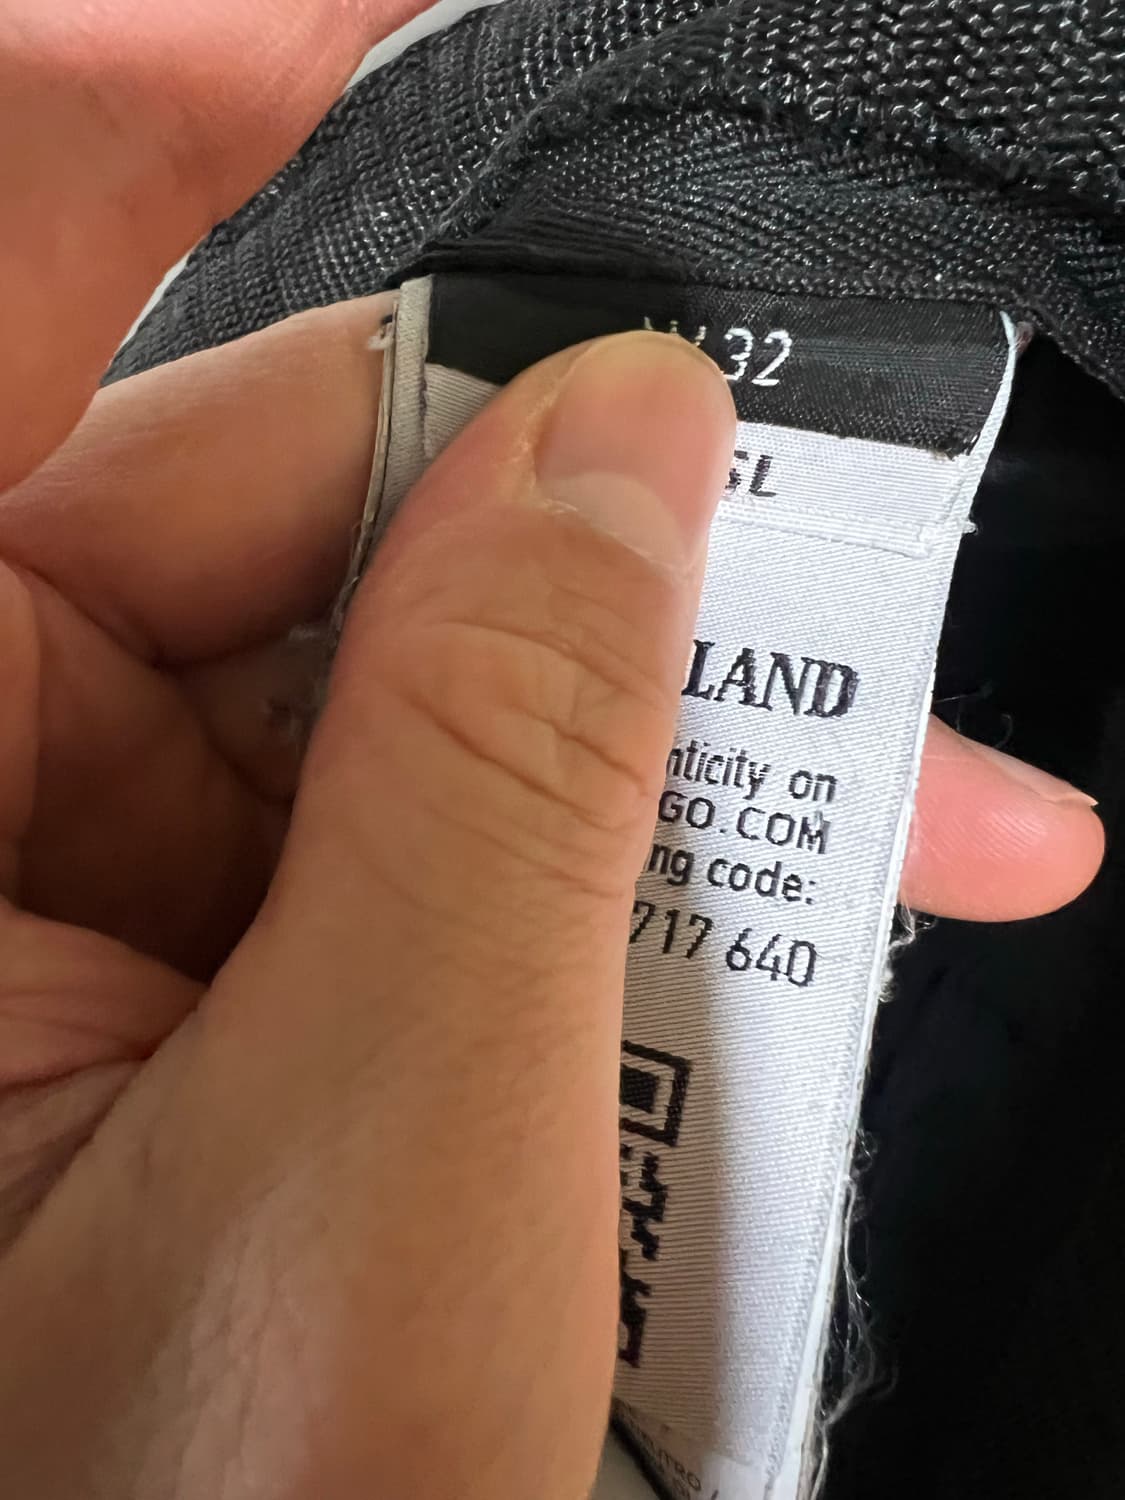 32
SL
LAND
nticity on
GO.COM
ng code:
717 640